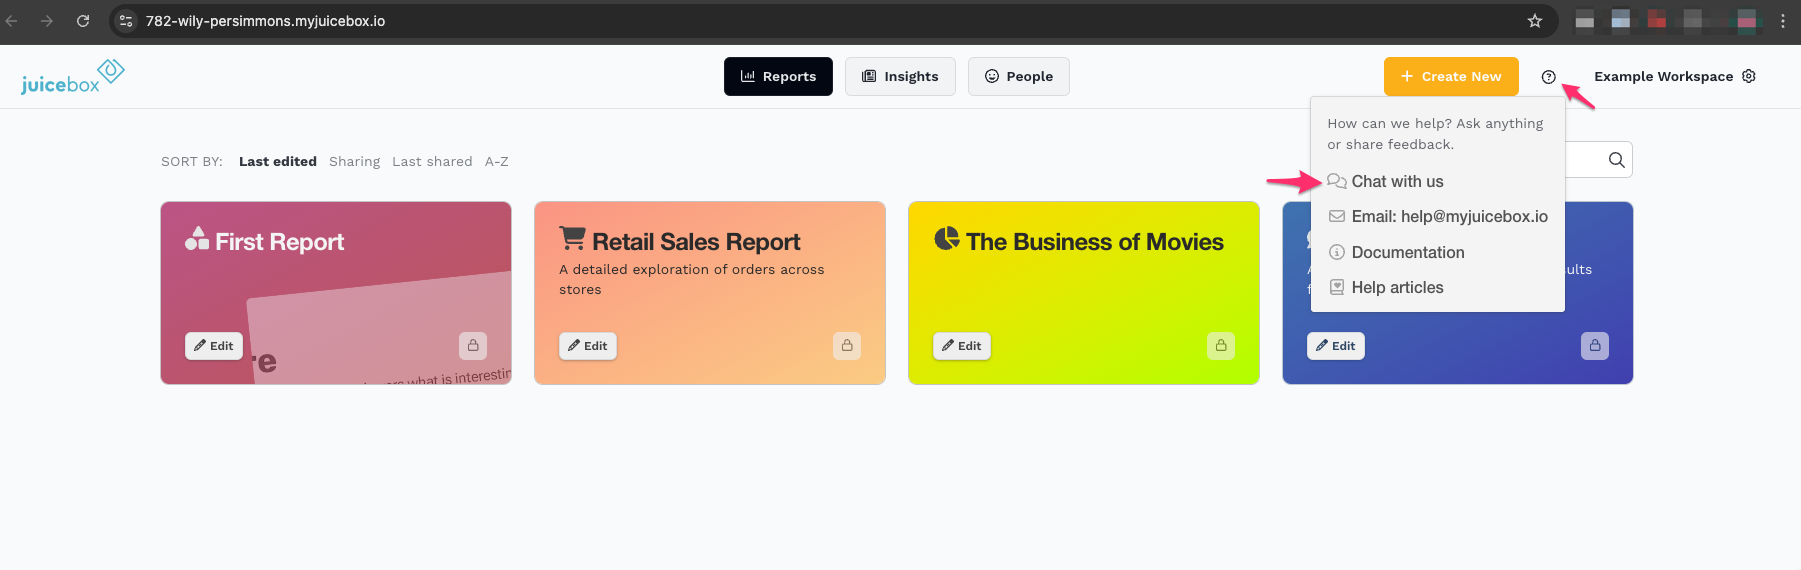 782-wily-persimmons.myjuicebox.io
juicebox
Reports
Insights
People
+ Create New
Example Workspace
How can we help? Ask anything
or share feedback.
Chat with us
Email: help@myjuicebox.io
Documentation
Help articles
SORT BY: Last edited Sharing Last shared A-Z
First Report
what is interestin
Edit
Retail Sales Report
A detailed exploration of orders across
stores
Edit
The Business of Movies
Edit
Edit